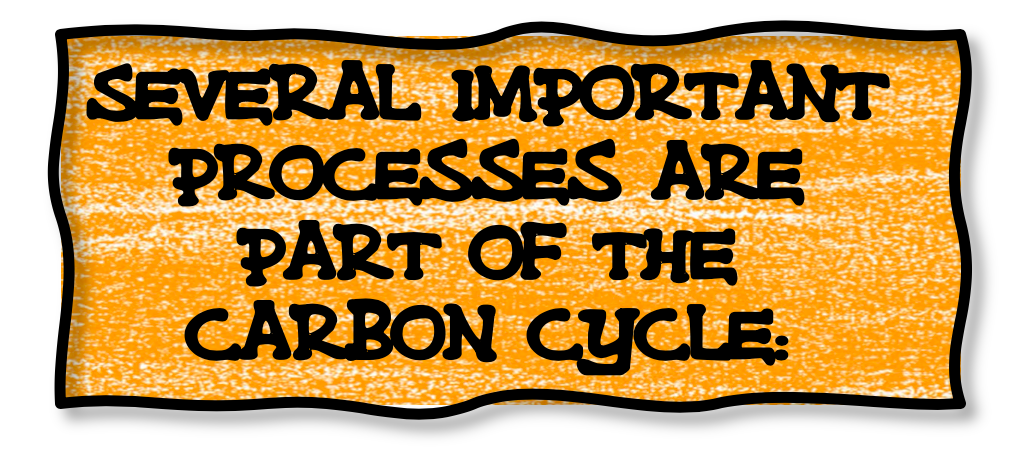 SEVERAL IMPORTANT
PROCESSES ARE
PART OF THE
CARBON CYCLE: